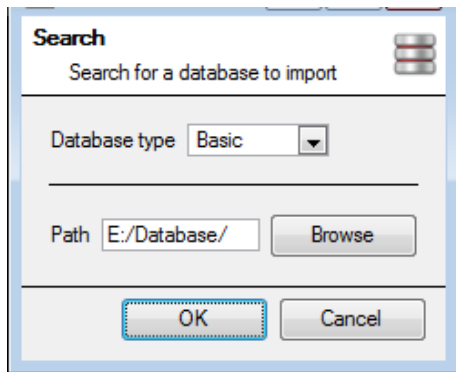 Search
Search for a database to import
Database type Basic
Path E:/Database/ Browse
OK Cancel